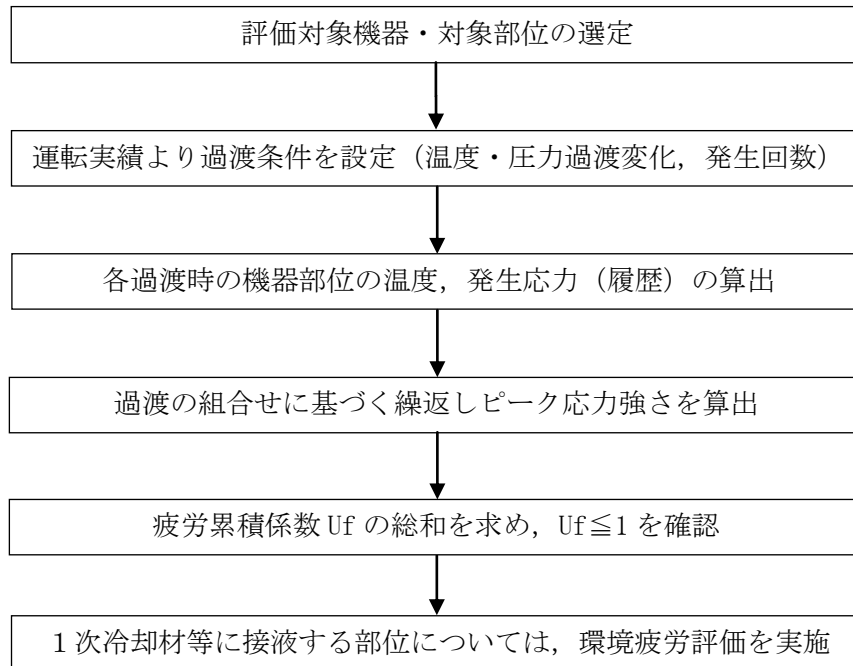 評価対象機器・対象部位の選定
運転実績より過渡条件を設定（温度・圧力過渡変化，発生回数）
各過渡時の機器部位の温度，発生応力（履歴）の算出
過渡の組合せに基づく繰返しピーク応力強さを算出
疲労累積係数 Uf の総和を求め，Uf≦1 を確認
１次冷却材等に接液する部位については，環境疲労評価を実施